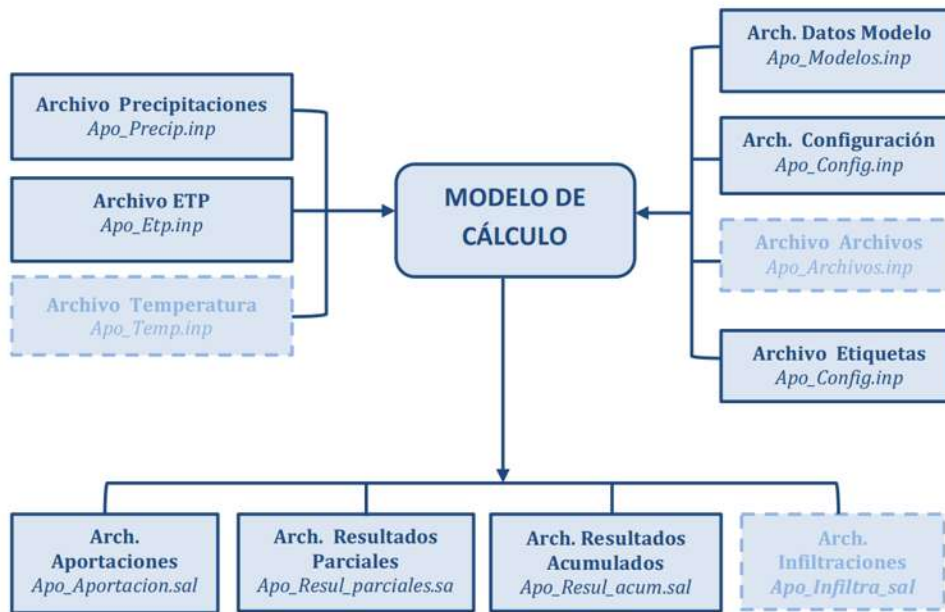 Archivo Precipitaciones
Apo_Precip.inp
Archivo ETP
Apo_Etp.inp
Archivo Temperatura
Apo_Temp.inp
MODELO DE
CÁLCULO
Arch. Datos Modelo
Apo_Modelos.inp
Arch. Configuración
Apo_Config.inp
Archivo Archivos
Apo_Archivos.inp
Archivo Etiquetas
Apo_Config.inp
Arch.
Aportaciones
Apo_Aportacion.sal
Arch. Resultados
Parciales
Apo_Resul_parciales.sa
Arch. Resultados
Acumulados
Apo_Resul_acum.sal
Arch.
Infiltraciones
Apo_Infiltra_sal